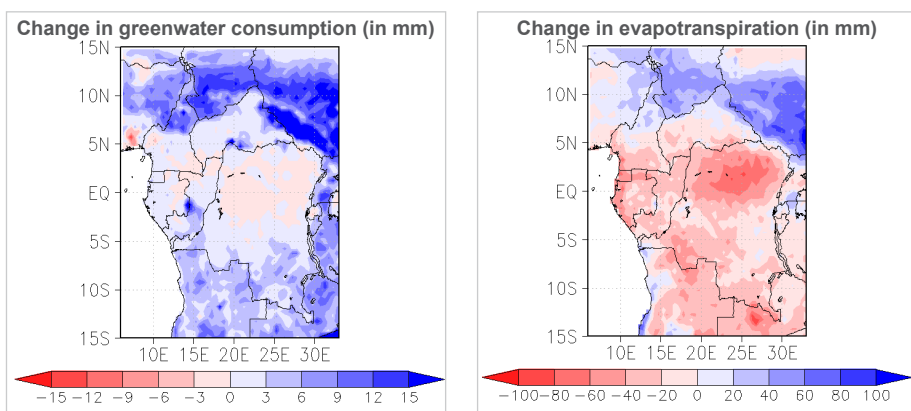 Change in greenwater consumption (in mm)
15N
10N
5N
EQ
5S
10S
15S
10E 15E 20E 25E 30E
−15 −12 −9 −6 −3 0 3 6 9 12 15
Change in evapotranspiration (in mm)
15N
10N
5N
EQ
5S
10S
15S
10E 15E 20E 25E 30E
−100−80 −60 −40 −20 0 20 40 60 80 100